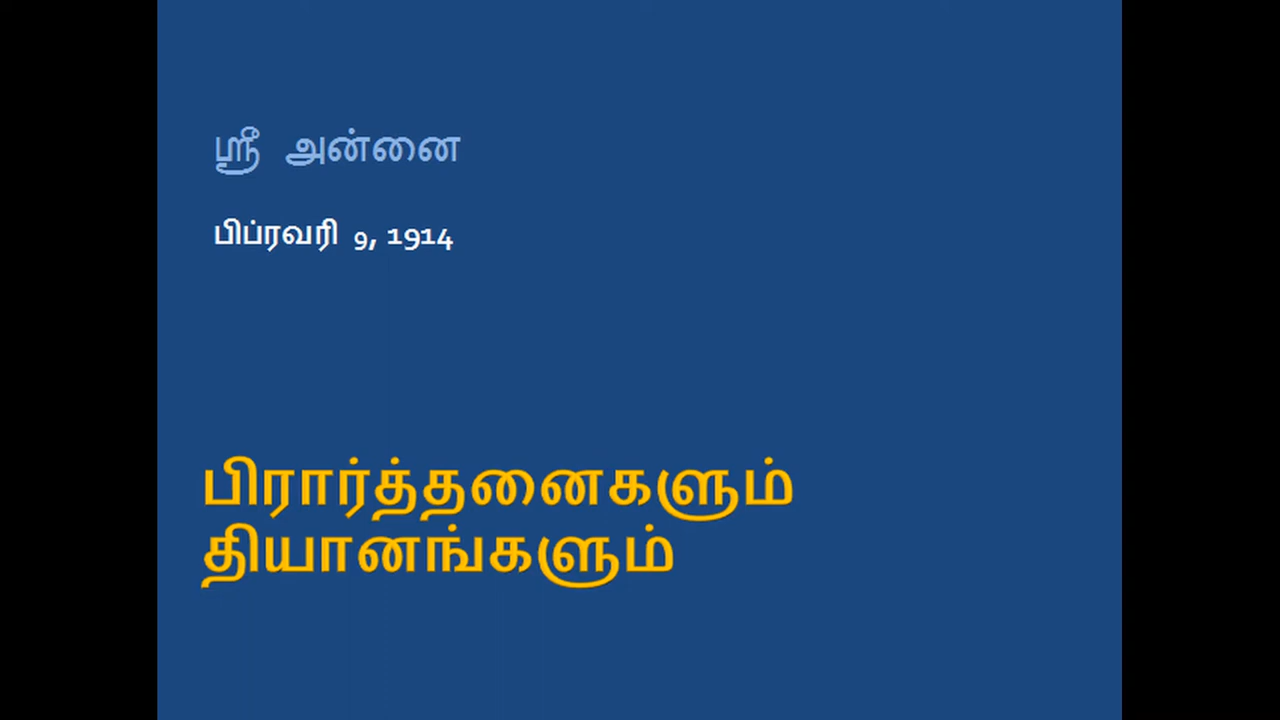 ஸ்ரீ அன்னை
பிப்ரவரி 9, 1914
பிரார்த்தனைகளும்
தியானங்களும்